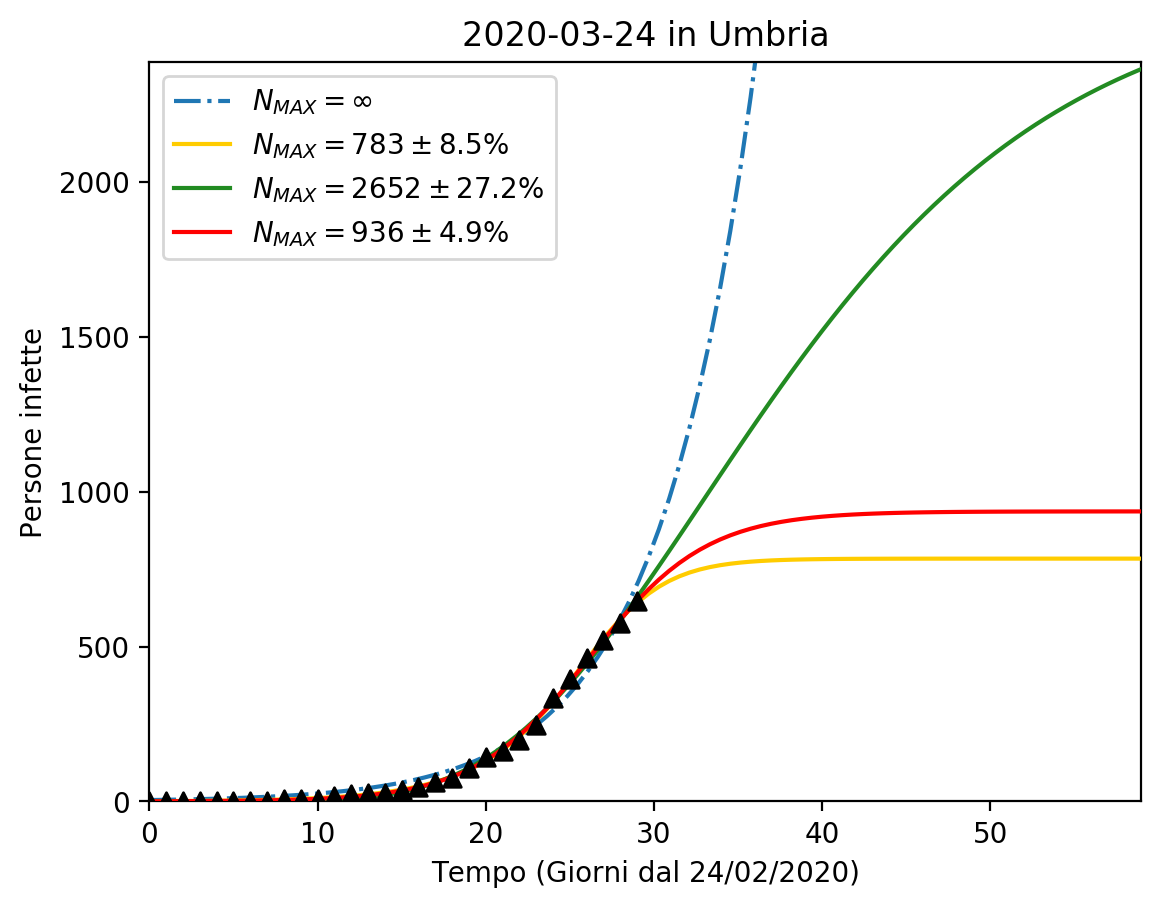 2020-03-24 in Umbria
N_MAX = ∞
N_MAX = 783 ± 8.5%
N_MAX = 2652 ± 27.2%
N_MAX = 936 ± 4.9%
Persone infette
2000
1500
1000
500
0
0 10 20 30 40 50
Tempo (Giorni dal 24/02/2020)